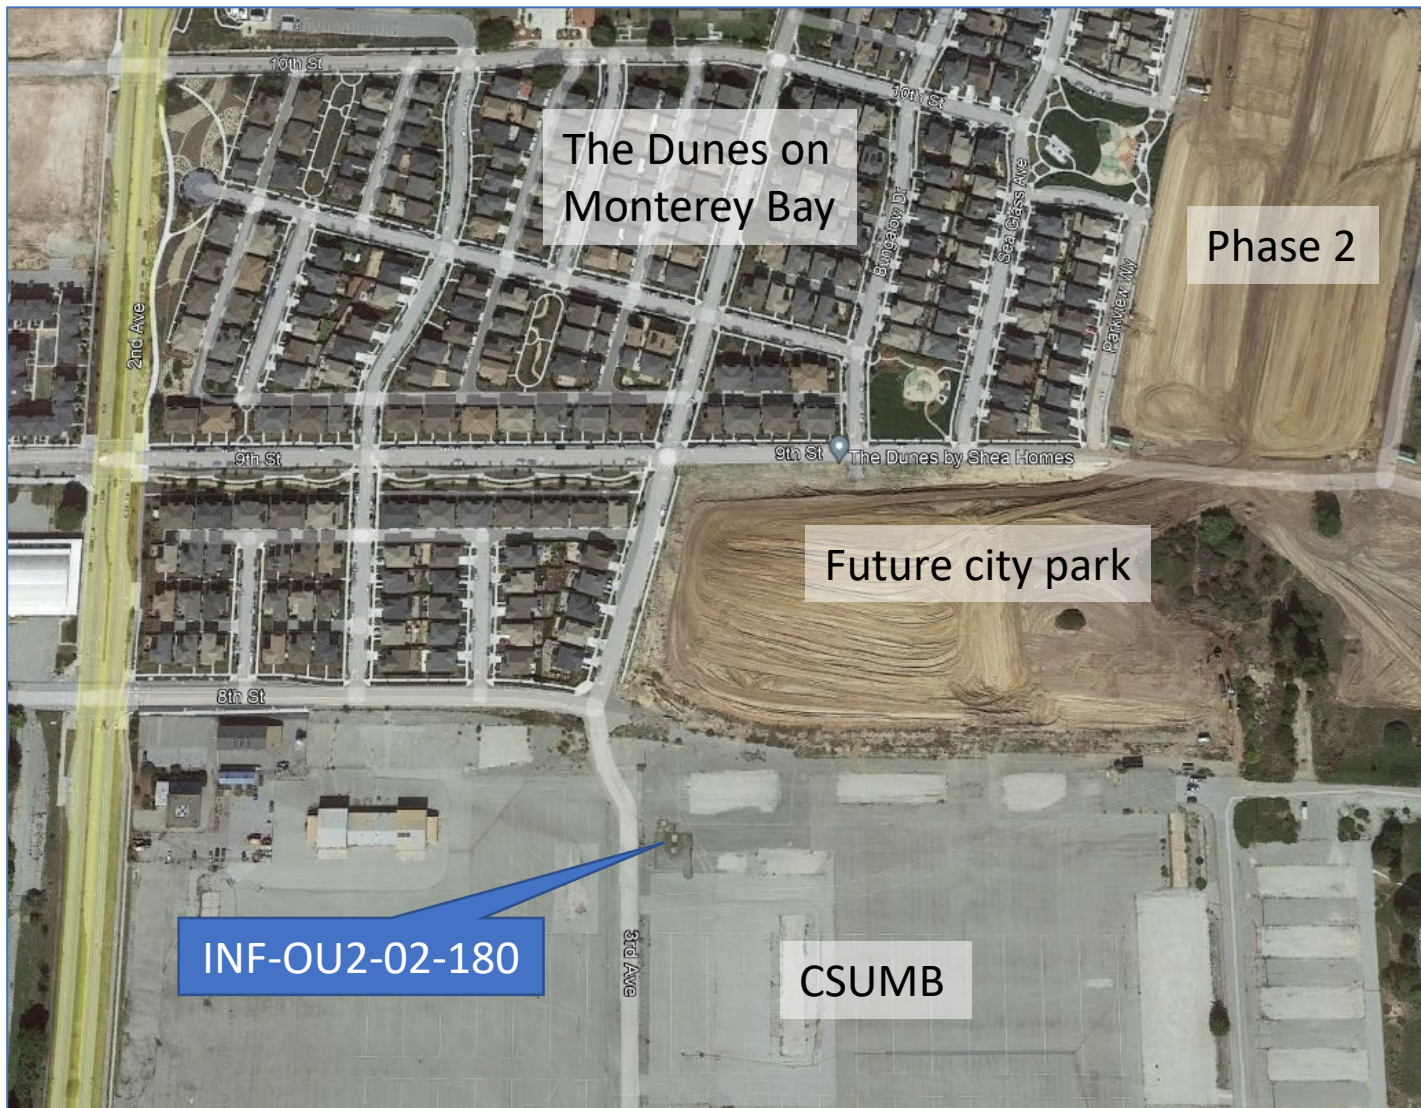 10th St
10th St
The Dunes on
Monterey Bay
Sea Glass Ave
Bungalow Dr
Phase 2
Parkview Wy
2nd Ave
9th St
9th St
The Dunes by Shea Homes
Future city park
8th St
INF-OU2-02-180
3rd Ave
CSUMB